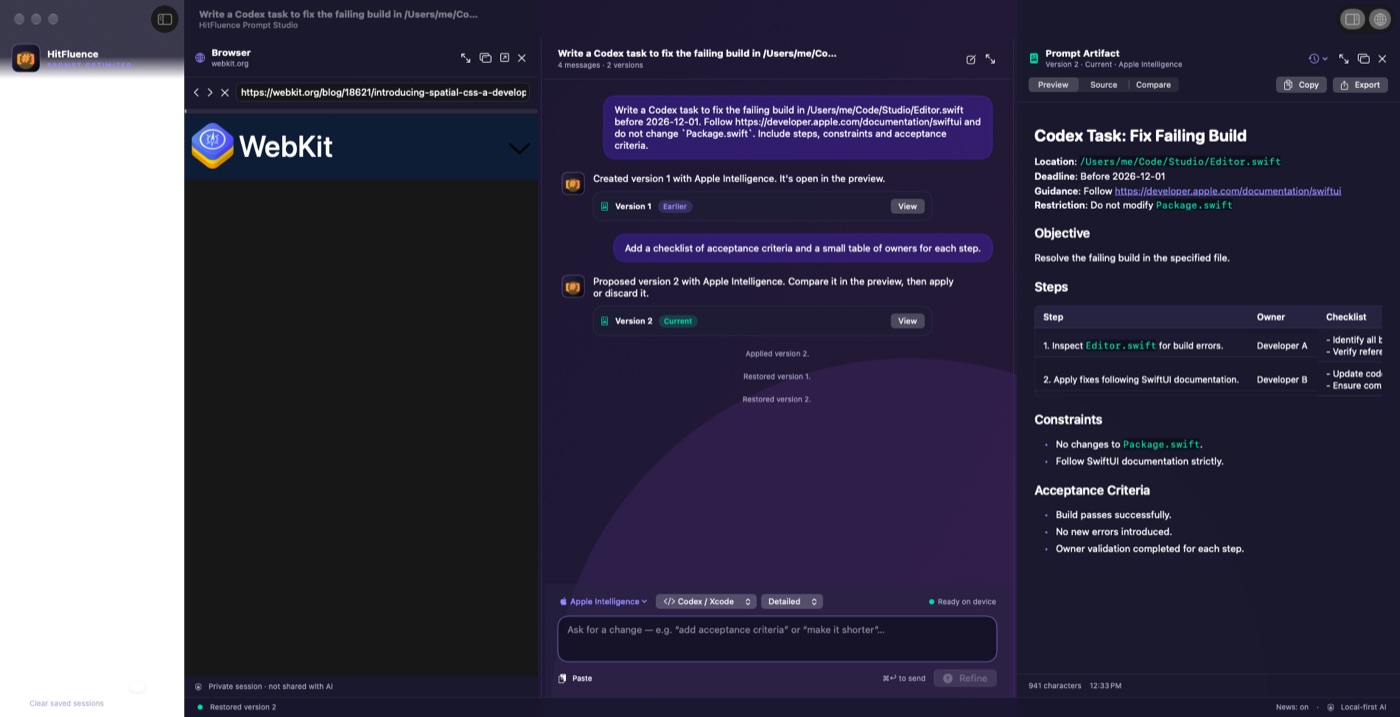 Write a Codex task to fix the failing build in /Users/me/Co...
HitFluence Prompt Studio
HitFluence
PROMPT OPTIMIZER
Clear saved sessions
Browser
webkit.org
https://webkit.org/blog/18621/introducing-spatial-css-a-develop
WebKit
Private session · not shared with AI
Restored version 2
Write a Codex task to fix the failing build in /Users/me/Co...
4 messages · 2 versions
Write a Codex task to fix the failing build in /Users/me/Code/Studio/Editor.swift
before 2026-12-01. Follow https://developer.apple.com/documentation/swiftui and
do not change `Package.swift`. Include steps, constraints and acceptance
criteria.
Created version 1 with Apple Intelligence. It's open in the preview.
Version 1 Earlier View
Add a checklist of acceptance criteria and a small table of owners for each step.
Proposed version 2 with Apple Intelligence. Compare it in the preview, then apply
or discard it.
Version 2 Current View
Applied version 2.
Restored version 1.
Restored version 2.
Apple Intelligence </> Codex / Xcode Detailed Ready on device
Ask for a change — e.g. “add acceptance criteria” or “make it shorter”...
Paste ⌘↩ to send Refine
Prompt Artifact
Version 2 · Current · Apple Intelligence
Preview Source Compare Copy Export
Codex Task: Fix Failing Build
Location: /Users/me/Code/Studio/Editor.swift
Deadline: Before 2026-12-01
Guidance: Follow https://developer.apple.com/documentation/swiftui
Restriction: Do not modify Package.swift
Objective
Resolve the failing build in the specified file.
Steps
Step Owner Checklist
1. Inspect Editor.swift for build errors. Developer A - Identify all b
- Verify refere
2. Apply fixes following SwiftUI documentation. Developer B - Update cod
- Ensure com
Constraints
• No changes to Package.swift.
• Follow SwiftUI documentation strictly.
Acceptance Criteria
• Build passes successfully.
• No new errors introduced.
• Owner validation completed for each step.
941 characters 12:33 PM
News: on · Local-first AI